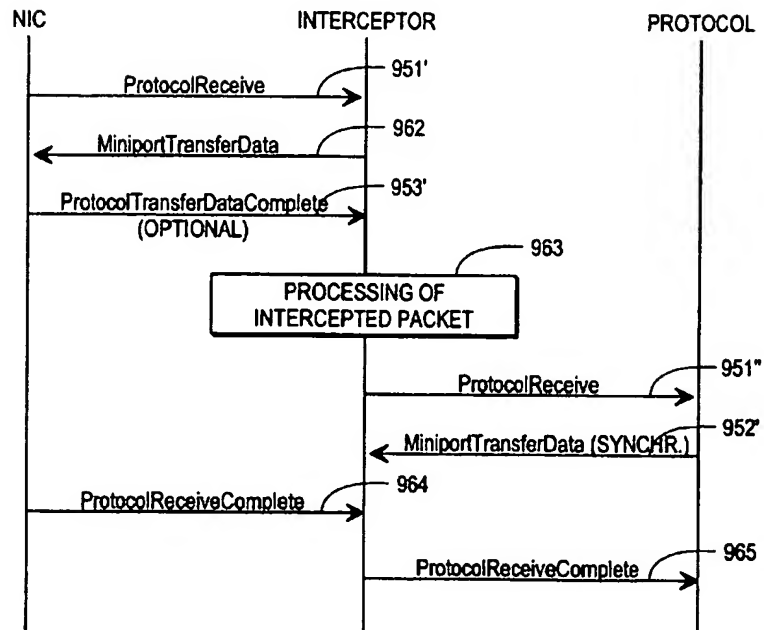 NIC
INTERCEPTOR
PROTOCOL
951'
ProtocolReceive
962
MiniportTransferData
953'
ProtocolTransferDataComplete
(OPTIONAL)
963
PROCESSING OF
INTERCEPTED PACKET
951"
ProtocolReceive
952'
MiniportTransferData (SYNCHR.)
964
ProtocolReceiveComplete
965
ProtocolReceiveComplete